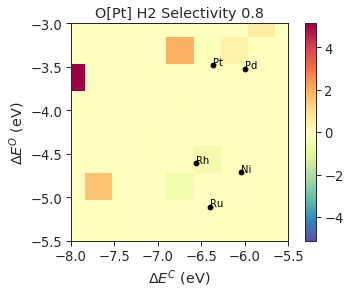 O[Pt] H2 Selectivity 0.8
−3.0
−3.5
−4.0
−4.5
−5.0
−5.5
ΔE^O (eV)
Pt
Pd
Rh
Ni
Ru
−8.0 −7.5 −7.0 −6.5 −6.0 −5.5
ΔE^C (eV)
4
2
0
−2
−4